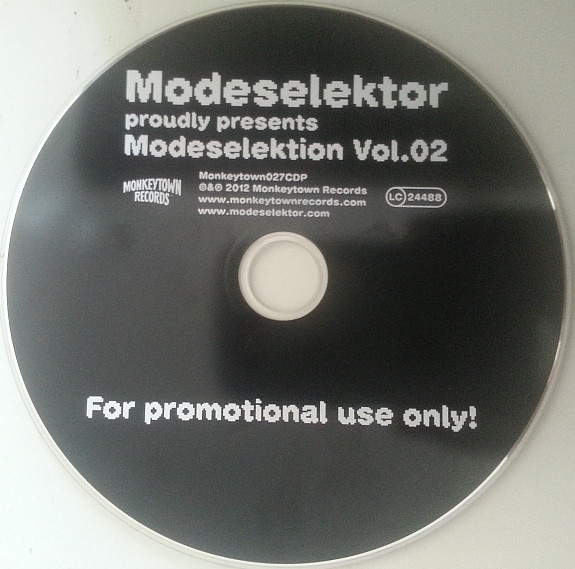 Modeselektor
proudly presents
Modeselektion Vol.02
MONKEYTOWN
RECORDS
Monkeytown027CDP
©&℗ 2012 Monkeytown Records
www.monkeytownrecords.com
www.modeselektor.com
LC 24488
For promotional use only!